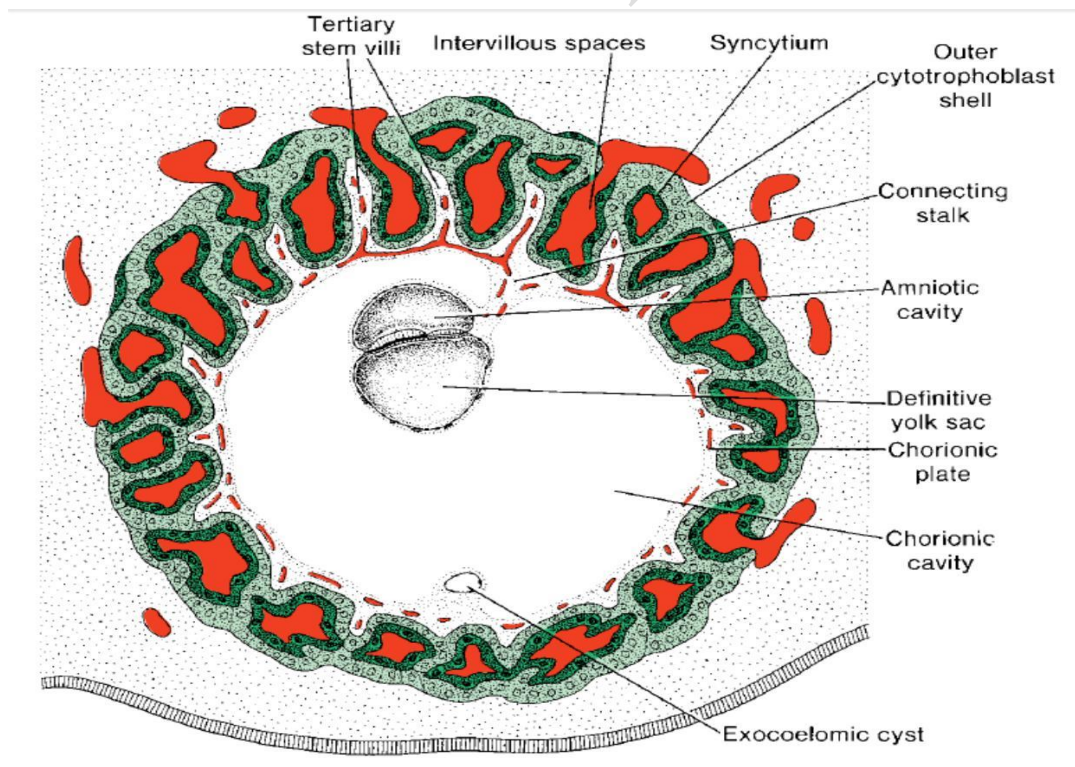 Tertiary
stem villi
Intervillous spaces
Syncytium
Outer
cytotrophoblast
shell
Connecting
stalk
Amniotic
cavity
Definitive
yolk sac
Chorionic
plate
Chorionic
cavity
Exocoelomic cyst